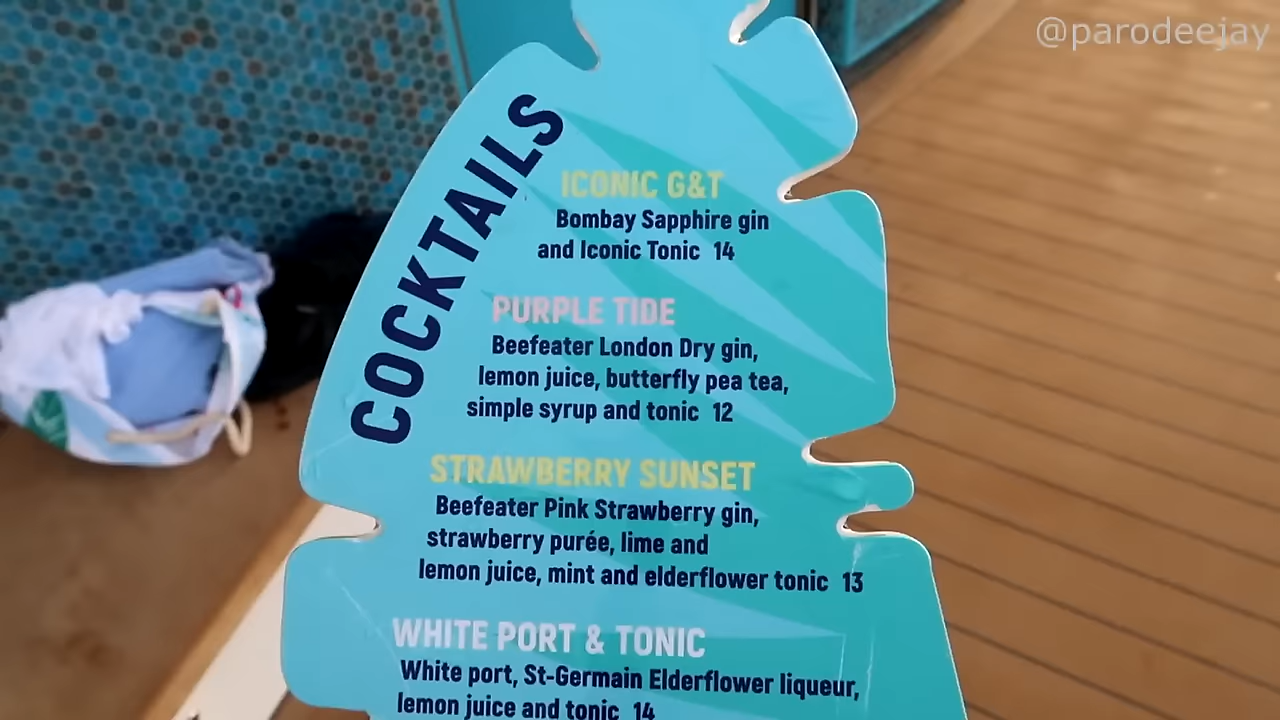 @parodeejay
COCKTAILS
ICONIC G&T
Bombay Sapphire gin
and Iconic Tonic 14
PURPLE TIDE
Beefeater London Dry gin,
lemon juice, butterfly pea tea,
simple syrup and tonic 12
STRAWBERRY SUNSET
Beefeater Pink Strawberry gin,
strawberry purée, lime and
lemon juice, mint and elderflower tonic 13
WHITE PORT & TONIC
White port, St-Germain Elderflower liqueur,
lemon juice and tonic 14